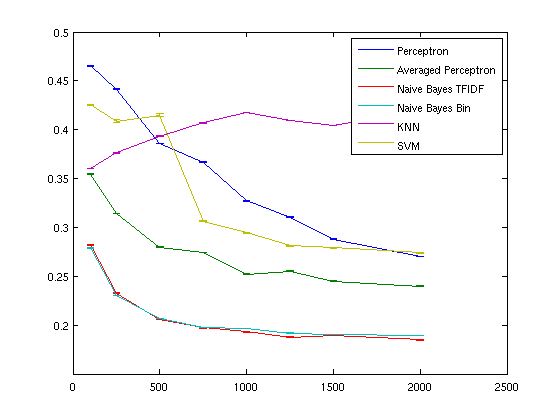 0.5
0.45
0.4
0.35
0.3
0.25
0.2
0 500 1000 1500 2000 2500
Perceptron
Averaged Perceptron
Naive Bayes TFIDF
Naive Bayes Bin
KNN
SVM